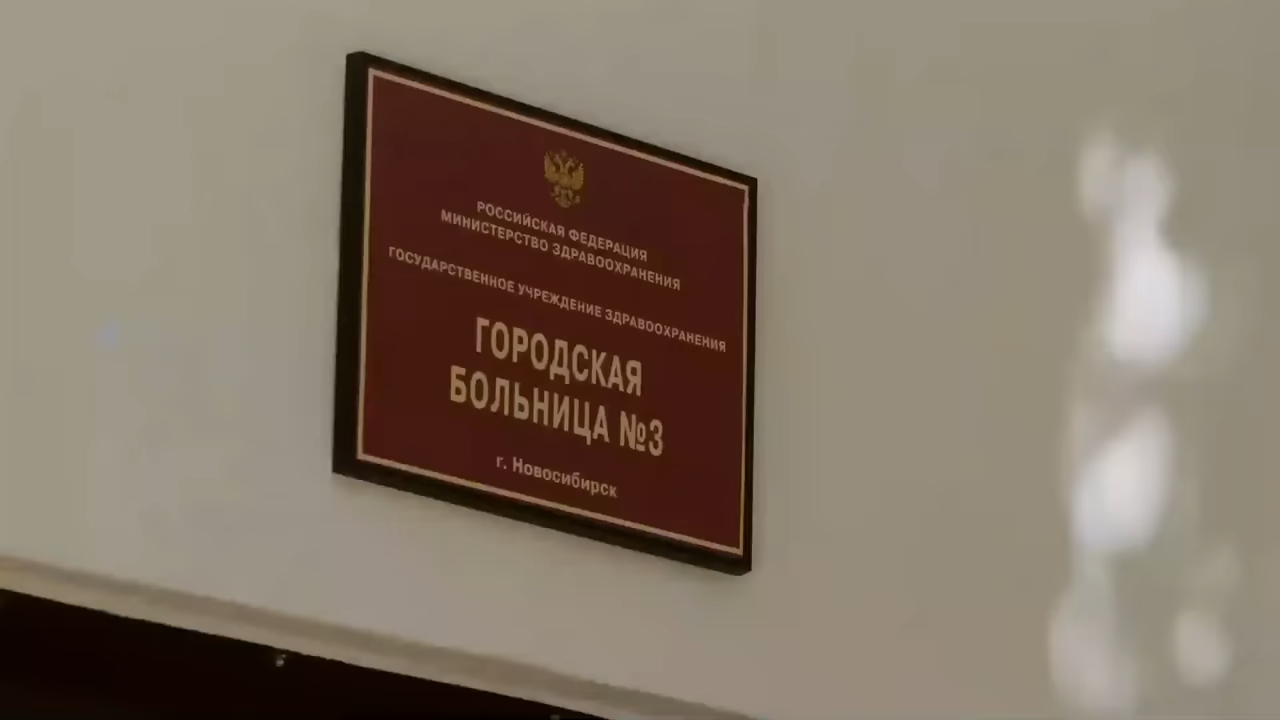 РОССИЙСКАЯ ФЕДЕРАЦИЯ
МИНИСТЕРСТВО ЗДРАВООХРАНЕНИЯ
ГОСУДАРСТВЕННОЕ УЧРЕЖДЕНИЕ ЗДРАВООХРАНЕНИЯ
ГОРОДСКАЯ
БОЛЬНИЦА №3
г. Новосибирск